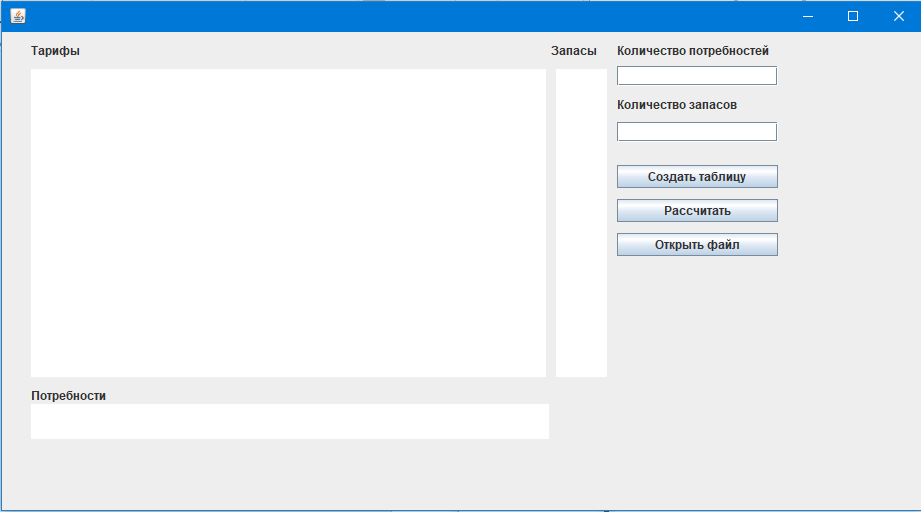 Тарифы
Запасы
Количество потребностей
Количество запасов
Создать таблицу
Рассчитать
Открыть файл
Потребности